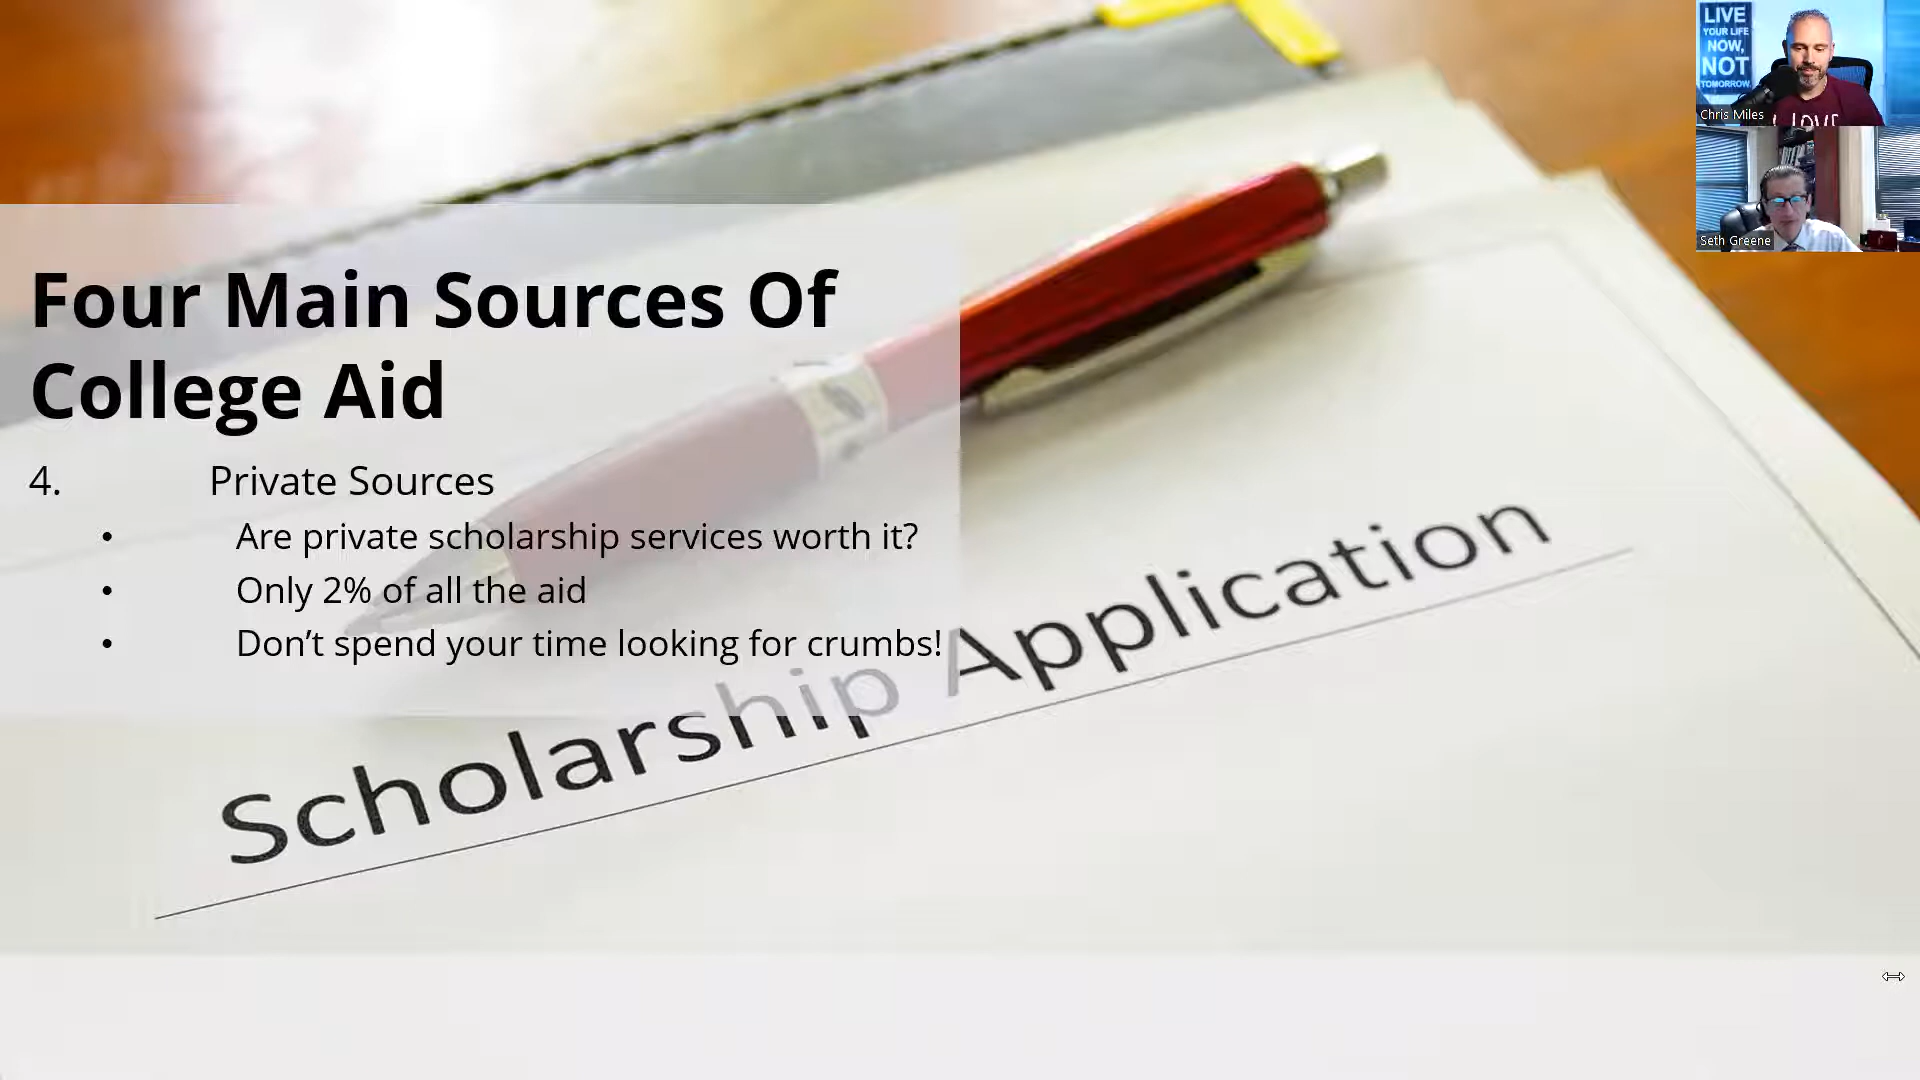 Four Main Sources Of
College Aid
4. Private Sources
• Are private scholarship services worth it?
• Only 2% of all the aid
• Don’t spend your time looking for crumbs!
Scholarship Application
LIVE
YOUR LIFE
NOW,
NOT
TOMORROW
Chris Miles
I LOVE
Seth Greene